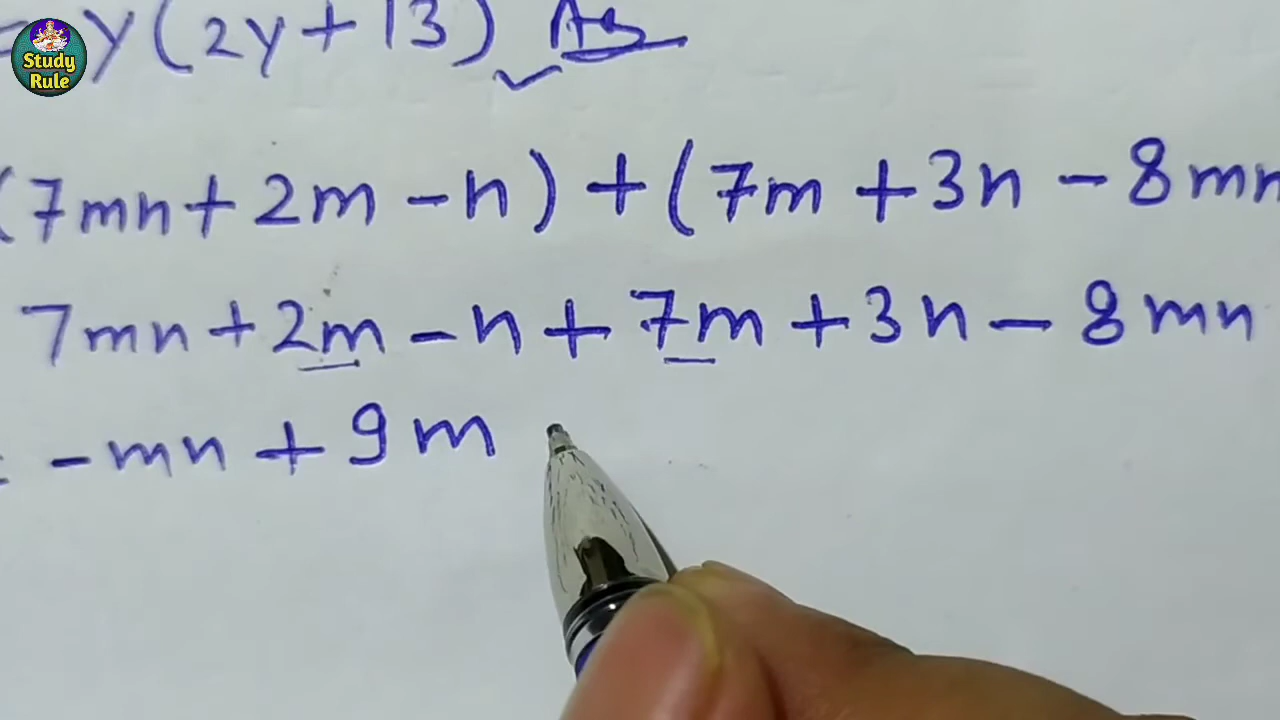 Study
Rule
= y(2y+13) Ans
(7mn+2m-n)+(7m+3n-8mn
7mn+2m-n+7m+3n-8mn
= -mn+9m